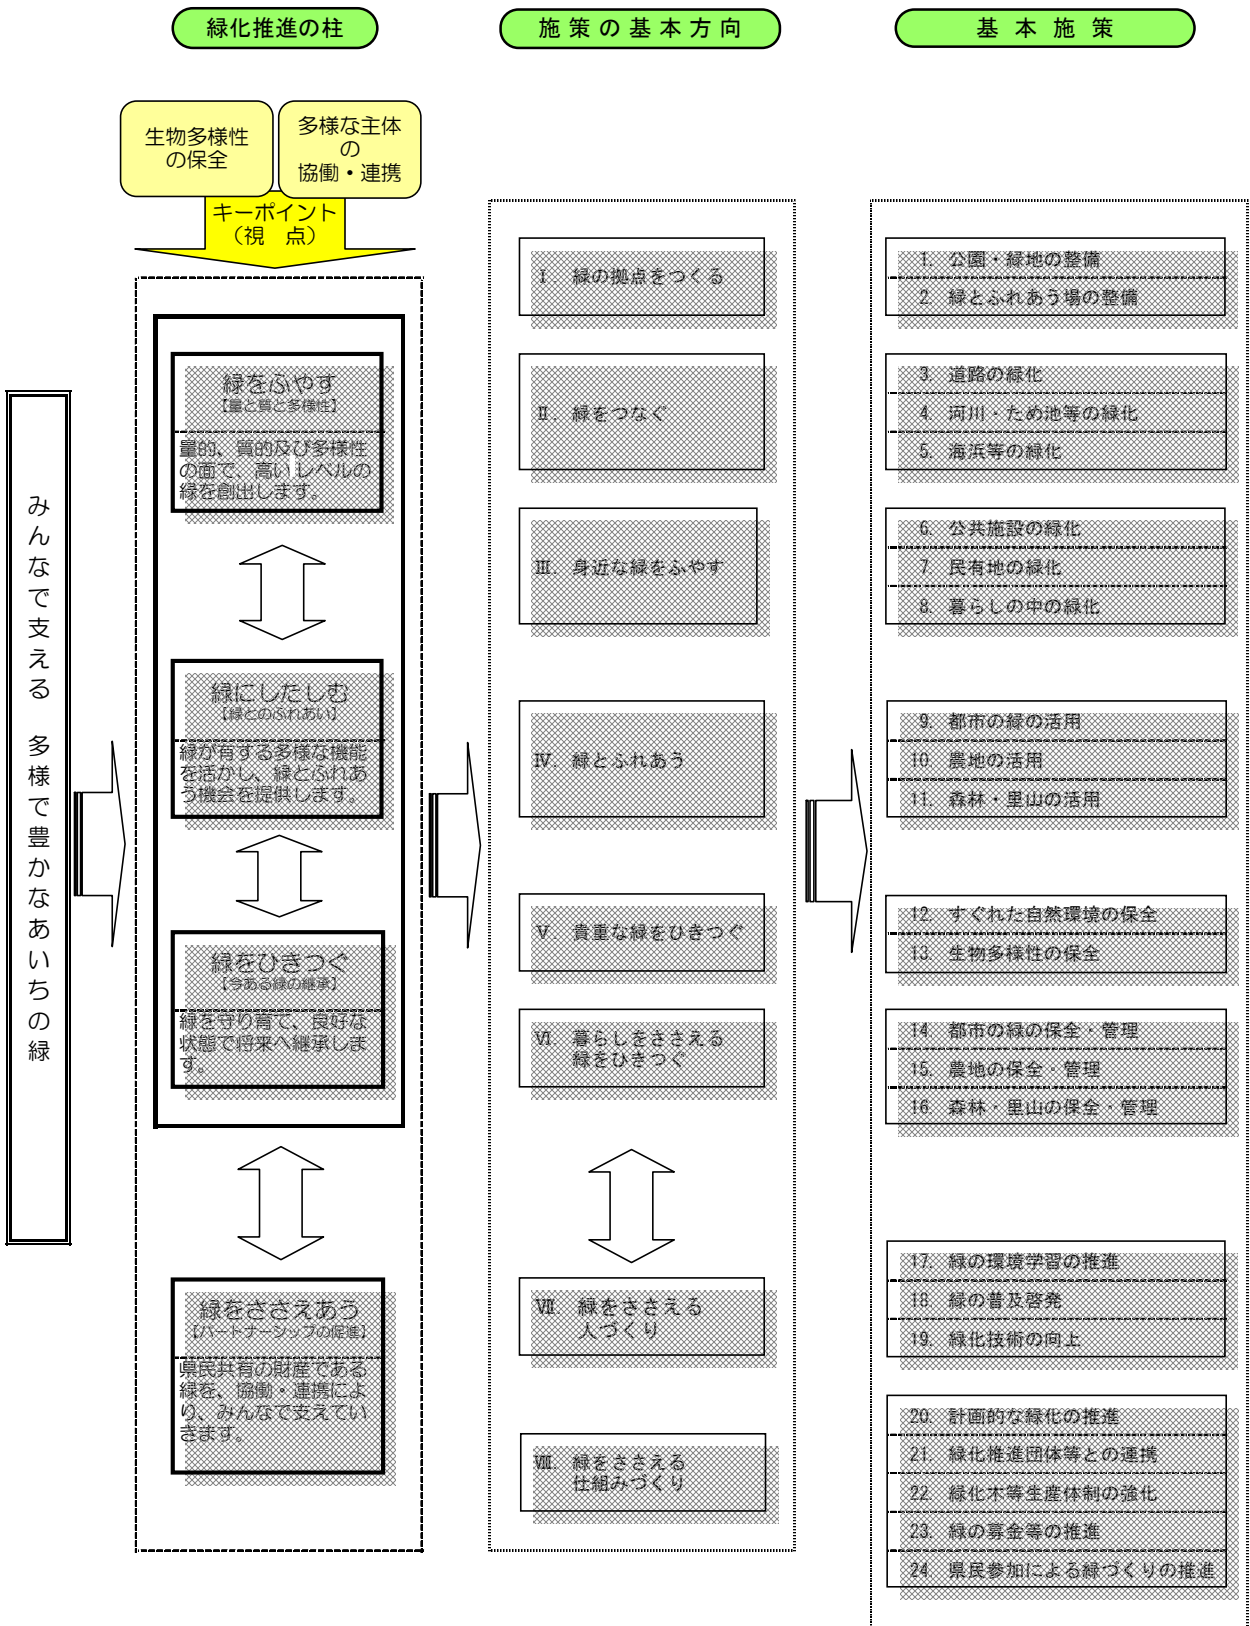 緑化推進の柱
施策の基本方向
基本施策
生物多様性
の保全
多様な主体
の
協働・連携
キーポイント
（視　点）
みんなで支える　多様で豊かなあいちの緑
緑をふやす
【量と質と多様性】
量的、質的及び多様性
の面で、高いレベルの
緑を創出します。
緑にしたしむ
【緑とのふれあい】
緑が有する多様な機能
を活かし、緑とふれあ
う機会を提供します。
緑をひきつぐ
【今ある緑の継承】
緑を守り育て、良好な
状態で将来へ継承しま
す。
緑をささえあう
【パートナーシップの促進】
県民共有の財産である
緑を、協働・連携によ
り、みんなで支えてい
きます。
Ⅰ．緑の拠点をつくる
Ⅱ．緑をつなぐ
Ⅲ．身近な緑をふやす
Ⅳ．緑とふれあう
Ⅴ．貴重な緑をひきつぐ
Ⅵ．暮らしをささえる
緑をひきつぐ
Ⅶ．緑をささえる
人づくり
Ⅷ．緑をささえる
仕組みづくり
1．公園・緑地の整備
2．緑とふれあう場の整備
3．道路の緑化
4．河川・ため池等の緑化
5．海浜等の緑化
6．公共施設の緑化
7．民有地の緑化
8．暮らしの中の緑化
9．都市の緑の活用
10．農地の活用
11．森林・里山の活用
12．すぐれた自然環境の保全
13．生物多様性の保全
14．都市の緑の保全・管理
15．農地の保全・管理
16．森林・里山の保全・管理
17．緑の環境学習の推進
18．緑の普及啓発
19．緑化技術の向上
20．計画的な緑化の推進
21．緑化推進団体等との連携
22．緑化木等生産体制の強化
23．緑の募金等の推進
24．県民参加による緑づくりの推進